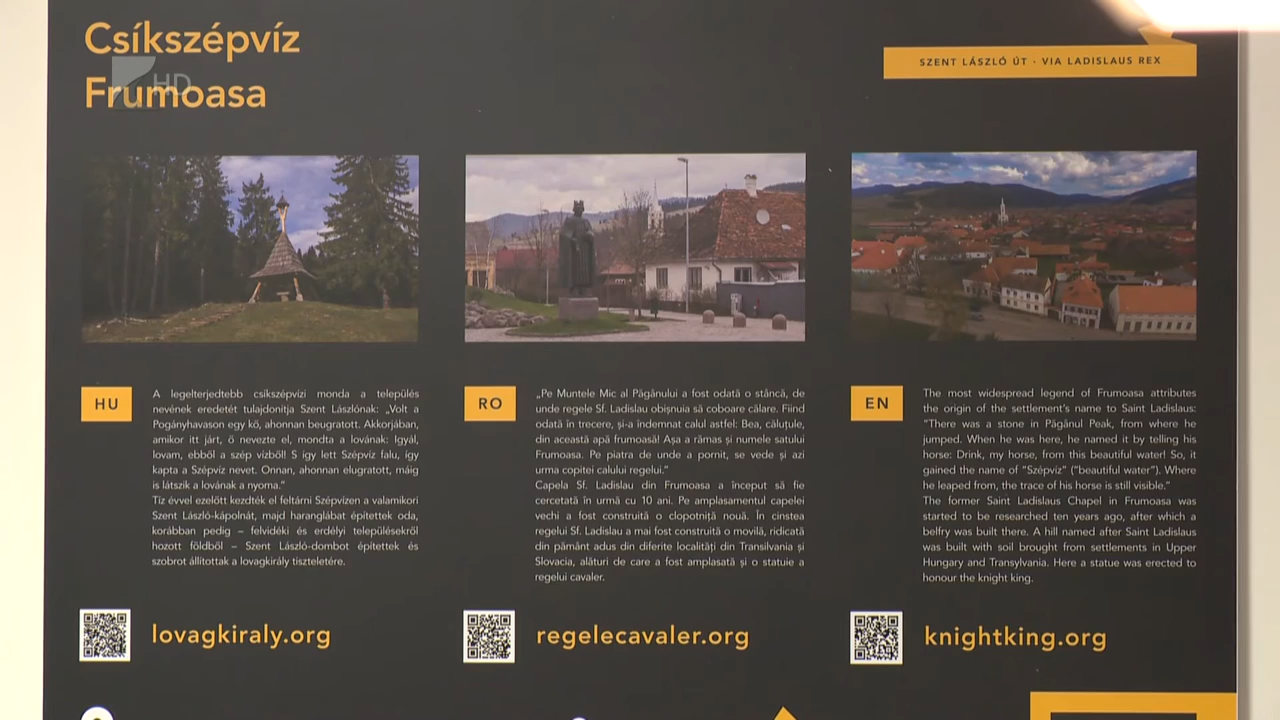 Csíkszépvíz
Frumoasa
HD
SZENT LÁSZLÓ ÚT · VIA LADISLAUS REX
HU
A legelterjedtebb csíkszépvízi monda a település
nevének eredetét tulajdonítja Szent Lászlónak: „Volt a
Pogányhavason egy kő, ahonnan beugratott. Akkorjában,
amikor itt járt, ő nevezte el, mondta a lovának: Igyál,
lovam, ebből a szép vízből! S így lett Szépvíz falu, így
kapta a Szépvíz nevet. Onnan, ahonnan elugratott, máig
is látszik a lovának a nyoma.”
Tíz évvel ezelőtt kezdték el feltárni Szépvízen a valamikori
Szent László-kápolnát, majd haranglábat építettek oda,
korábban pedig – felvidéki és erdélyi településekről
hozott földből – Szent László-dombot építettek és
szobrot állítottak a lovagkirály tiszteletére.
lovagkiraly.org
RO
„Pe Muntele Mic al Păgânului a fost odată o stâncă, de
unde regele Sf. Ladislau obișnuia să coboare călare. Fiind
odată în trecere, și-a îndemnat calul astfel: Bea, căluțule,
din această apă frumoasă! Așa a rămas și numele satului
Frumoasa. Pe piatra de unde a pornit, se vede și azi
urma copitei calului regelui.”
Capela Sf. Ladislau din Frumoasa a început să fie
cercetată în urmă cu 10 ani. Pe amplasamentul capelei
vechi a fost construită o clopotniță nouă. În cinstea
regelui Sf. Ladislau a mai fost construită o movilă, ridicată
din pământ adus din diferite localități din Transilvania și
Slovacia, alături de care a fost amplasată și o statuie a
regelui cavaler.
regelecavaler.org
EN
The most widespread legend of Frumoasa attributes
the origin of the settlement's name to Saint Ladislaus:
"There was a stone in Păgânul Peak, from where he
jumped. When he was here, he named it by telling his
horse: Drink, my horse, from this beautiful water! So, it
gained the name of "Szépvíz" ("beautiful water"). Where
he leaped from, the trace of his horse is still visible."
The former Saint Ladislaus Chapel in Frumoasa was
started to be researched ten years ago, after which a
belfry was built there. A hill named after Saint Ladislaus
was built with soil brought from settlements in Upper
Hungary and Transylvania. Here a statue was erected to
honour the knight king.
knightking.org